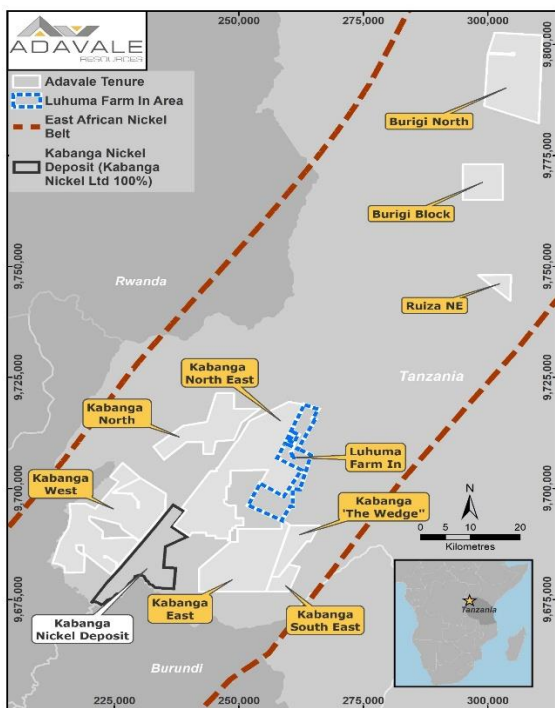 ADAVALE
RESOURCES
Adavale Tenure
Luhuma Farm In Area
East African Nickel
Belt
Kabanga Nickel
Deposit (Kabanga
Nickel Ltd 100%)
250,000
275,000
300,000
9,800,000
9,775,000
9,750,000
9,725,000
9,700,000
9,675,000
Burigi North
Burigi Block
Ruiza NE
Rwanda
Tanzania
Kabanga
North East
Kabanga
North
Luhuma
Farm In
Kabanga
West
Kabanga
'The Wedge"
N
0 5 10 20
Kilometres
Kabanga
Nickel Deposit
Kabanga
East
Kabanga
South East
Burundi
Tanzania
9,750,000
9,725,000
9,700,000
9,675,000
225,000
250,000
275,000
300,000